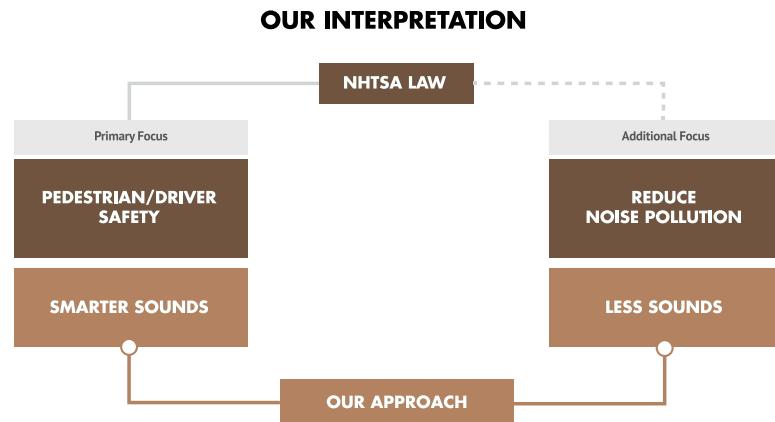 OUR INTERPRETATION
NHTSA LAW
Primary Focus
PEDESTRIAN/DRIVER
SAFETY
SMARTER SOUNDS
Additional Focus
REDUCE
NOISE POLLUTION
LESS SOUNDS
OUR APPROACH